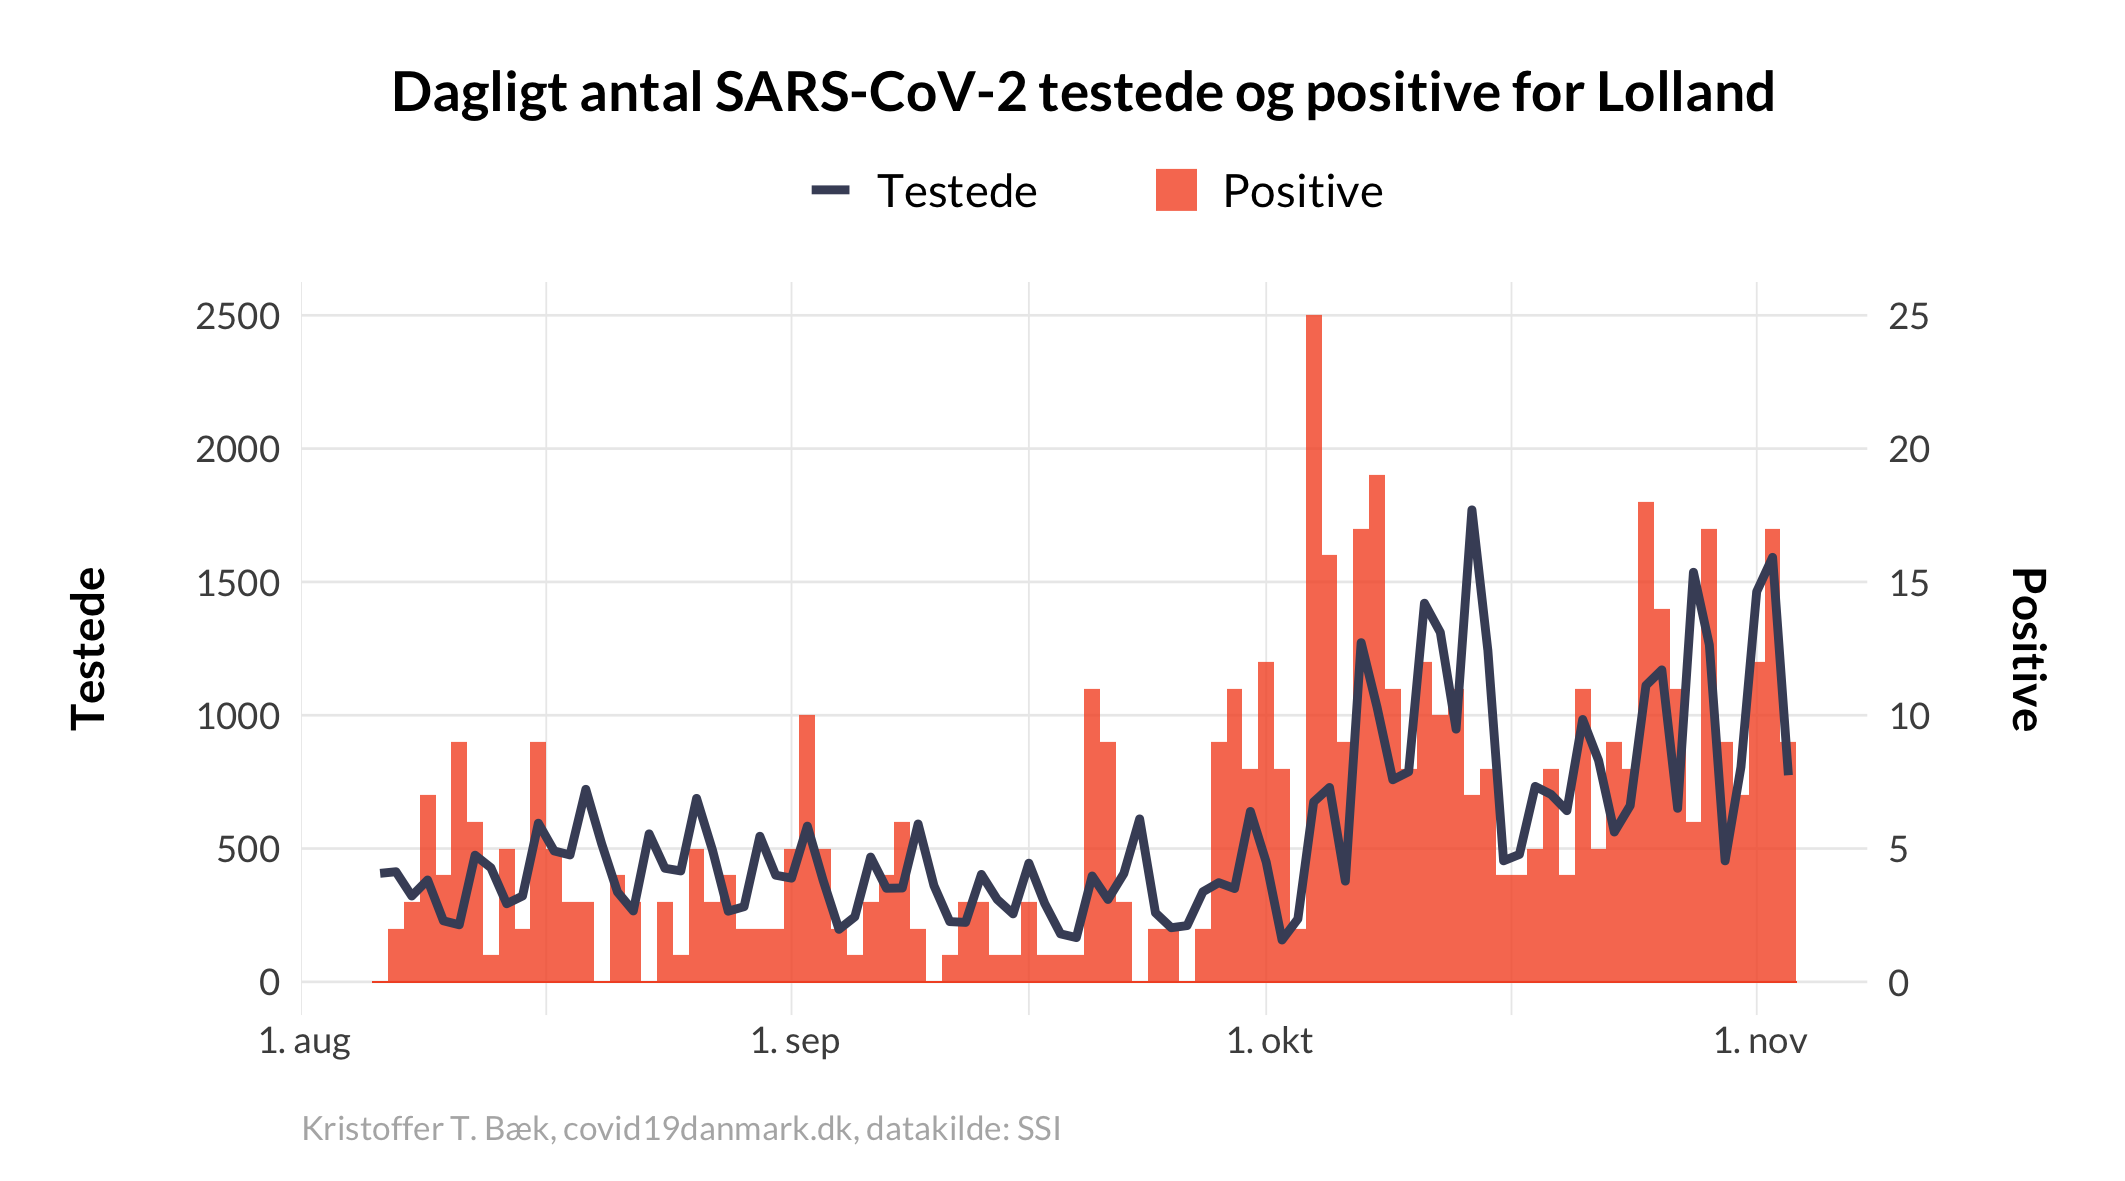 Dagligt antal SARS-CoV-2 testede og positive for Lolland
Testede Positive
2500 25
2000 20
1500 15
1000 10
500 5
0 0
Testede
Positive
1. aug 1. sep 1. okt 1. nov
Kristoffer T. Bæk, covid19danmark.dk, datakilde: SSI